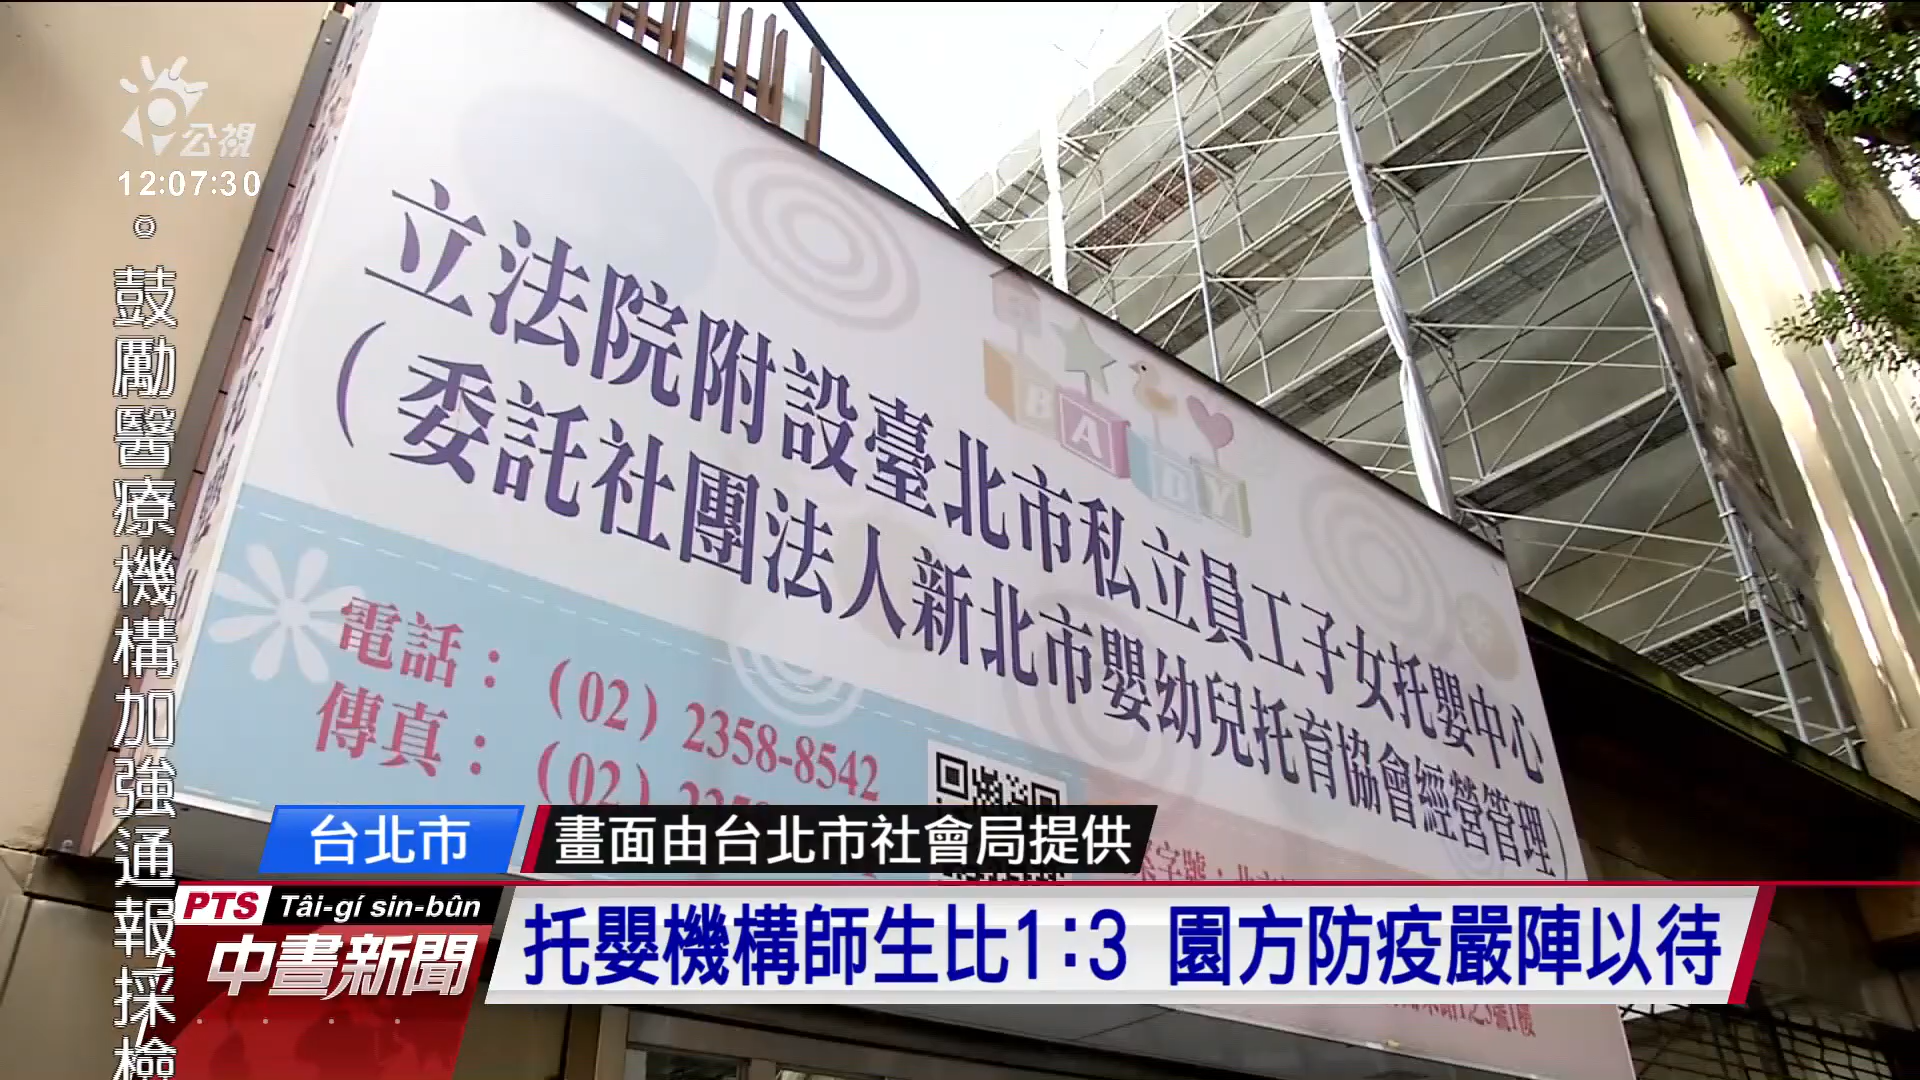 公視
12:07:30
。鼓勵醫療機構加強通報採檢
立法院附設臺北市私立員工子女托嬰中心
（委託社團法人新北市嬰幼兒托育協會經營管理）
BABY
電話：（02）2358-8542
傳真：（02）
台北市
畫面由台北市社會局提供
PTS Tâi-gí sin-bûn
中晝新聞
托嬰機構師生比1:3 園方防疫嚴陣以待